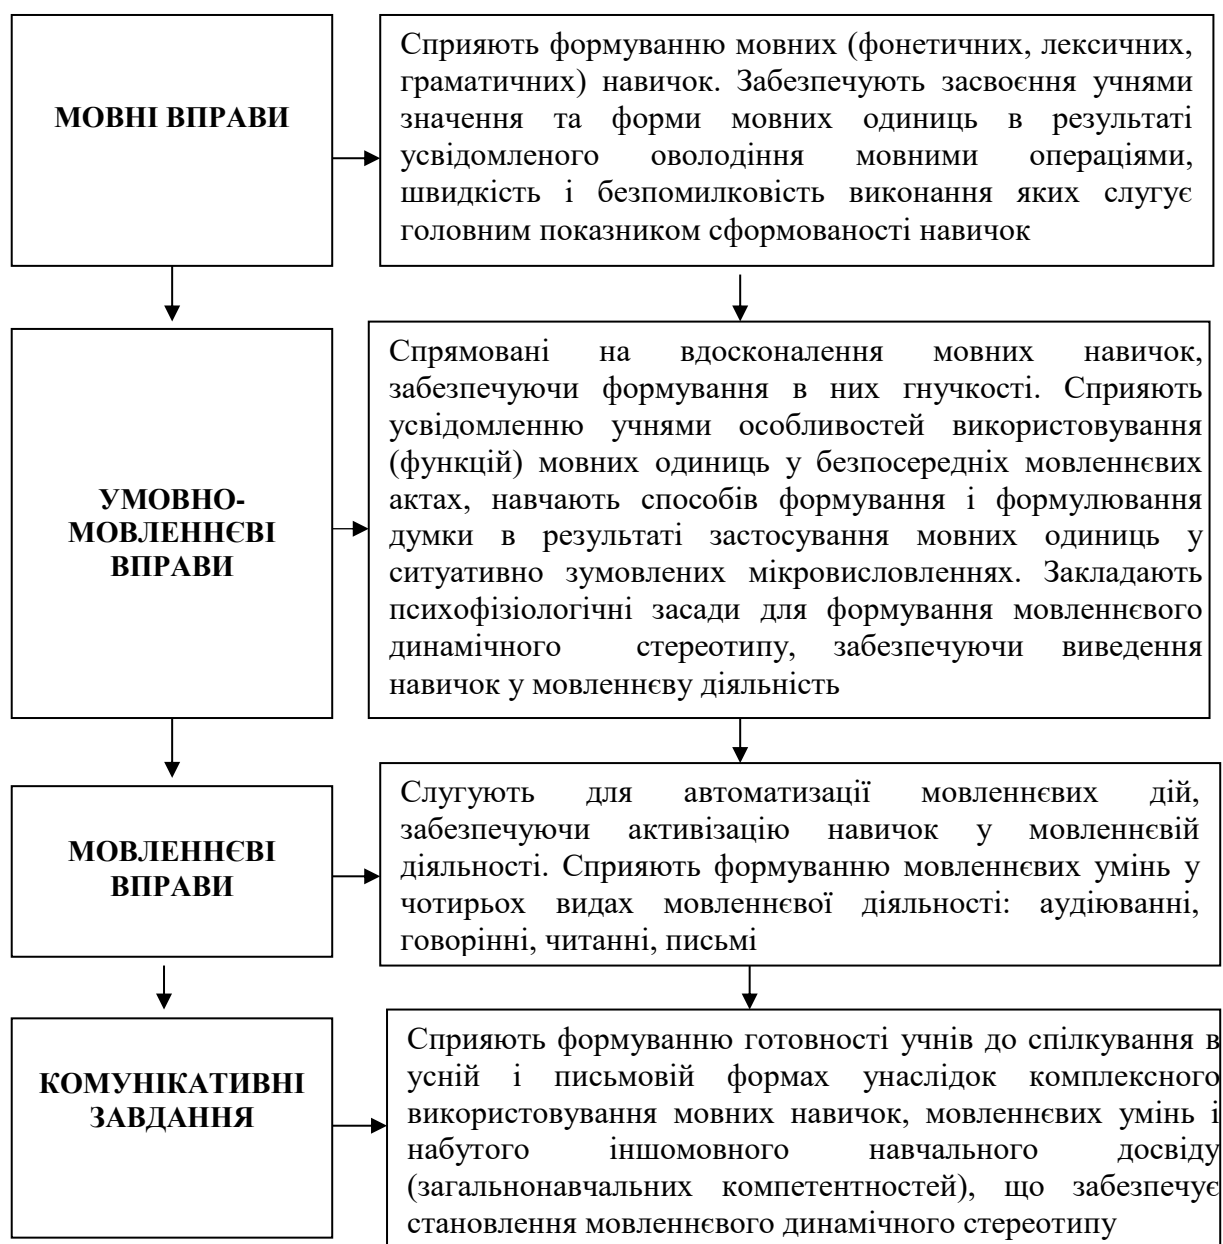 МОВНІ ВПРАВИ
Сприяють формуванню мовних (фонетичних, лексичних,
граматичних) навичок. Забезпечують засвоєння учнями
значення та форми мовних одиниць в результаті
усвідомленого оволодіння мовними операціями,
швидкість і безпомилковість виконання яких слугує
головним показником сформованості навичок
УМОВНО-
МОВЛЕННЄВІ
ВПРАВИ
Спрямовані на вдосконалення мовних навичок,
забезпечуючи формування в них гнучкості. Сприяють
усвідомленню учнями особливостей використовування
(функцій) мовних одиниць у безпосередніх мовленнєвих
актах, навчають способів формування і формулювання
думки в результаті застосування мовних одиниць у
ситуативно зумовлених мікровисловленнях. Закладають
психофізіологічні засади для формування мовленнєвого
динамічного стереотипу, забезпечуючи виведення
навичок у мовленнєву діяльність
МОВЛЕННЄВІ
ВПРАВИ
Слугують для автоматизації мовленнєвих дій,
забезпечуючи активізацію навичок у мовленнєвій
діяльності. Сприяють формуванню мовленнєвих умінь у
чотирьох видах мовленнєвої діяльності: аудіюванні,
говорінні, читанні, письмі
КОМУНІКАТИВНІ
ЗАВДАННЯ
Сприяють формуванню готовності учнів до спілкування в
усній і письмовій формах унаслідок комплексного
використовування мовних навичок, мовленнєвих умінь і
набутого іншомовного навчального досвіду
(загальнонавчальних компетентностей), що забезпечує
становлення мовленнєвого динамічного стереотипу